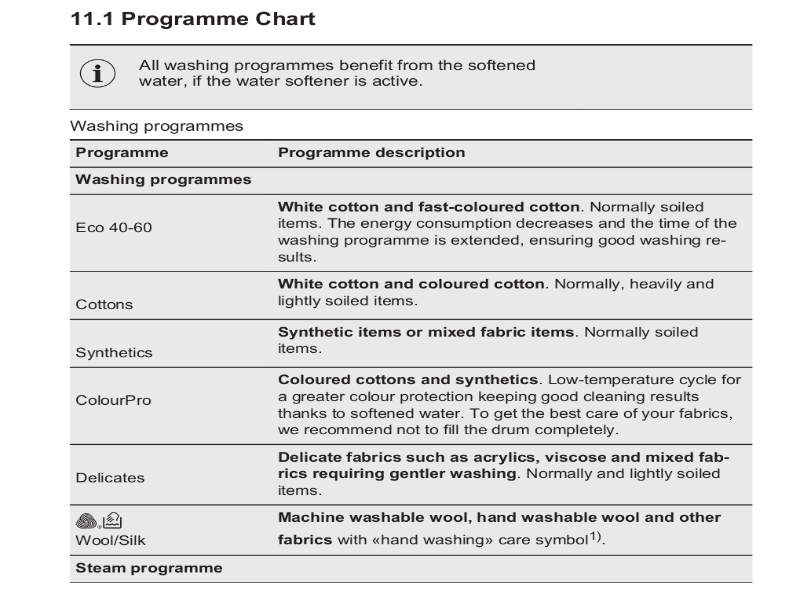 11.1 Programme Chart
All washing programmes benefit from the softened
water, if the water softener is active.
Washing programmes
Programme Programme description
Washing programmes
Eco 40-60
White cotton and fast-coloured cotton. Normally soiled
items. The energy consumption decreases and the time of the
washing programme is extended, ensuring good washing re-
sults.
Cottons
White cotton and coloured cotton. Normally, heavily and
lightly soiled items.
Synthetics
Synthetic items or mixed fabric items. Normally soiled
items.
ColourPro
Coloured cottons and synthetics. Low-temperature cycle for
a greater colour protection keeping good cleaning results
thanks to softened water. To get the best care of your fabrics,
we recommend not to fill the drum completely.
Delicates
Delicate fabrics such as acrylics, viscose and mixed fab-
rics requiring gentler washing. Normally and lightly soiled
items.
Wool/Silk
Machine washable wool, hand washable wool and other
fabrics with «hand washing» care symbol1).
Steam programme